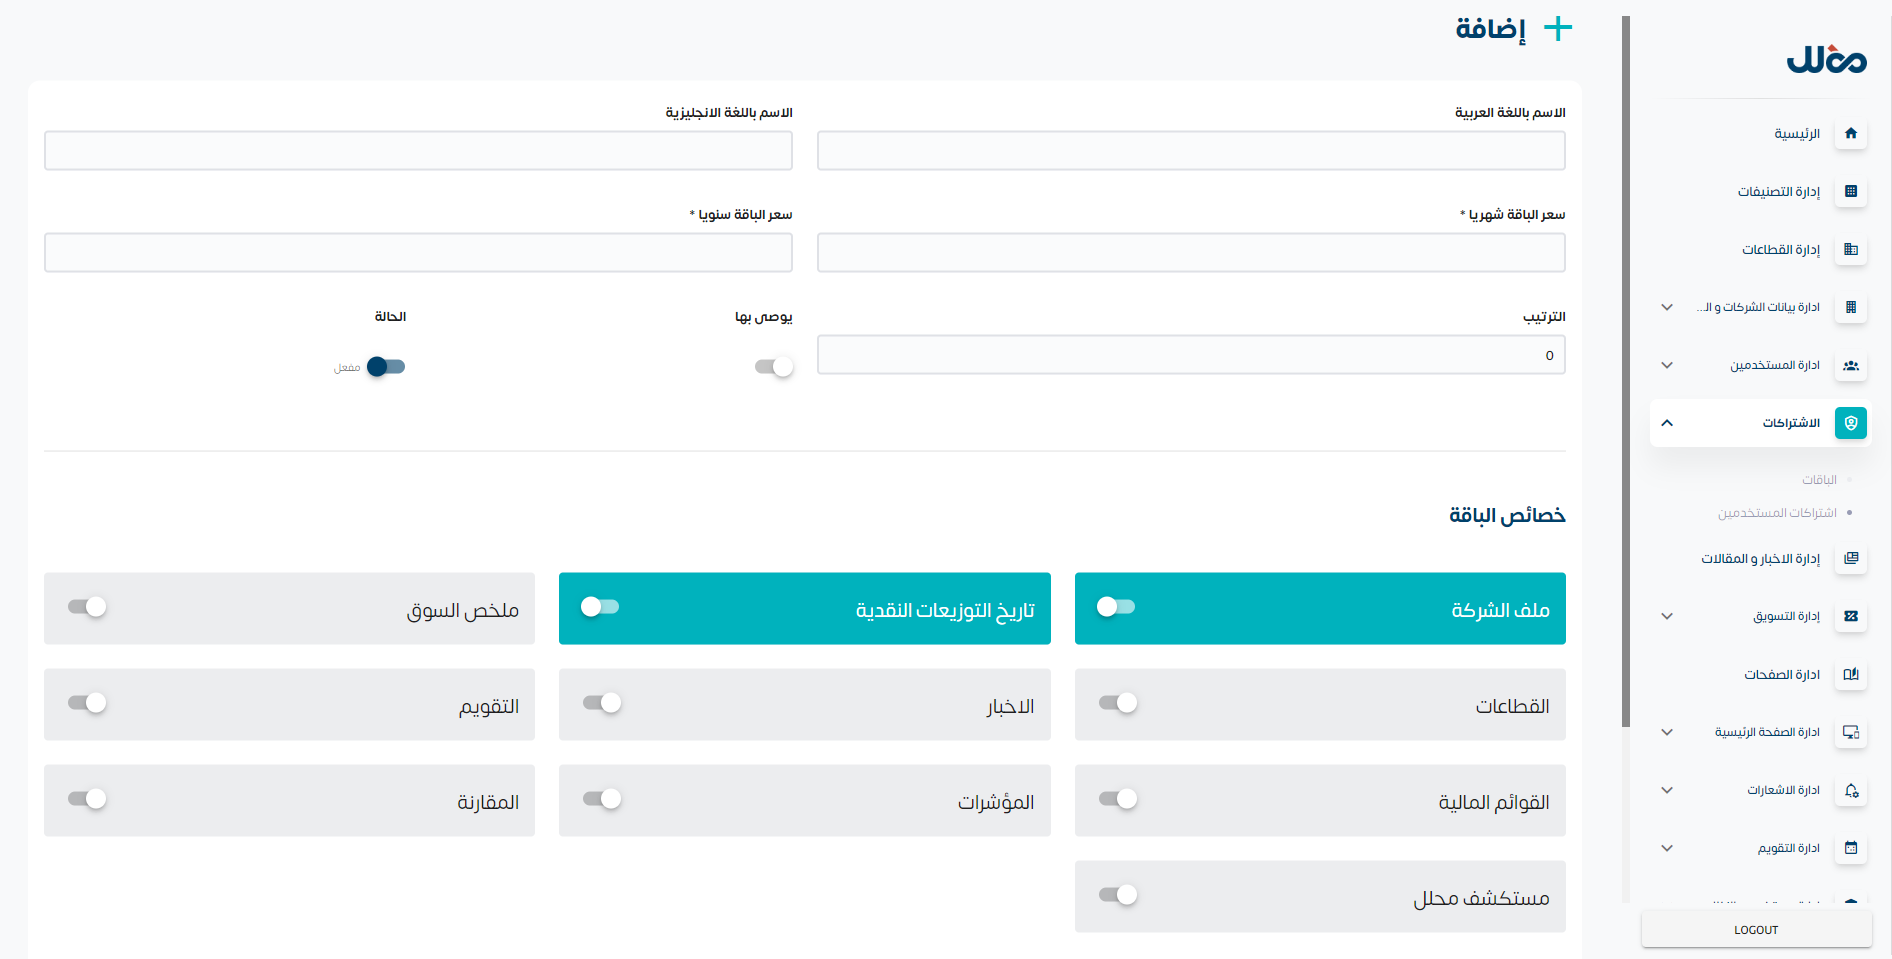 محلل
الرئيسية
إدارة التصنيفات
إدارة القطاعات
ادارة بيانات الشركات و الـ...
ادارة المستخدمين
الاشتراكات
الباقات
اشتراكات المستخدمين
إدارة الاخبار و المقالات
إدارة التسويق
ادارة الصفحات
ادارة الصفحة الرئيسية
ادارة الاشعارات
ادارة التقويم
LOGOUT
إضافة
الاسم باللغة العربية
الاسم باللغة الانجليزية
سعر الباقة شهريا *
سعر الباقة سنويا *
الترتيب
0
يوصى بها
الحالة
مفعل
خصائص الباقة
ملف الشركة
تاريخ التوزيعات النقدية
ملخص السوق
القطاعات
الاخبار
التقويم
القوائم المالية
المؤشرات
المقارنة
مستكشف محلل